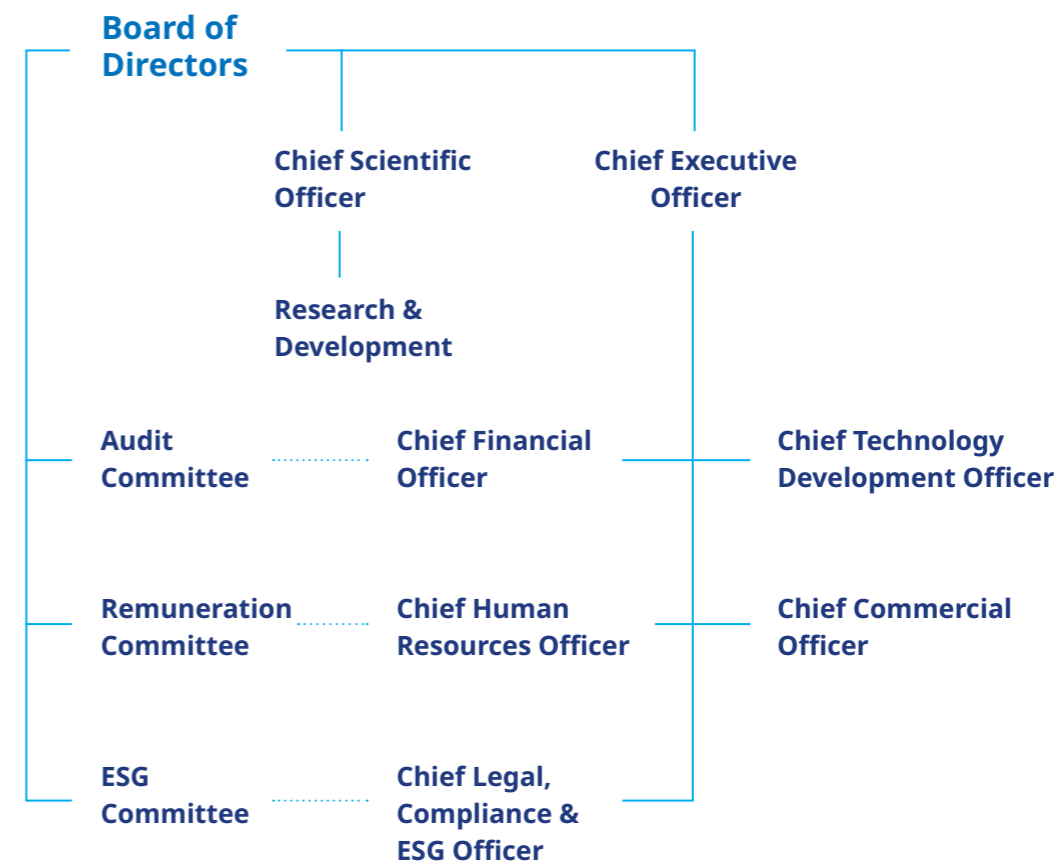 Board of
Directors
Chief Scientific
Officer
Chief Executive
Officer
Research &
Development
Audit
Committee
Chief Financial
Officer
Chief Technology
Development Officer
Remuneration
Committee
Chief Human
Resources Officer
Chief Commercial
Officer
ESG
Committee
Chief Legal,
Compliance &
ESG Officer